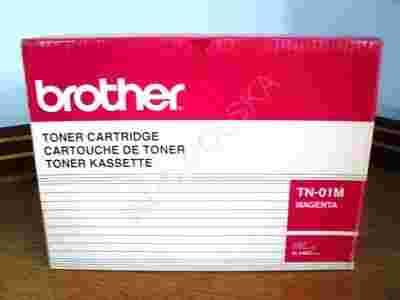 brother
TONER CARTRIDGE
CARTOUCHE DE TONER
TONER KASSETTE
TN-01M
MAGENTA